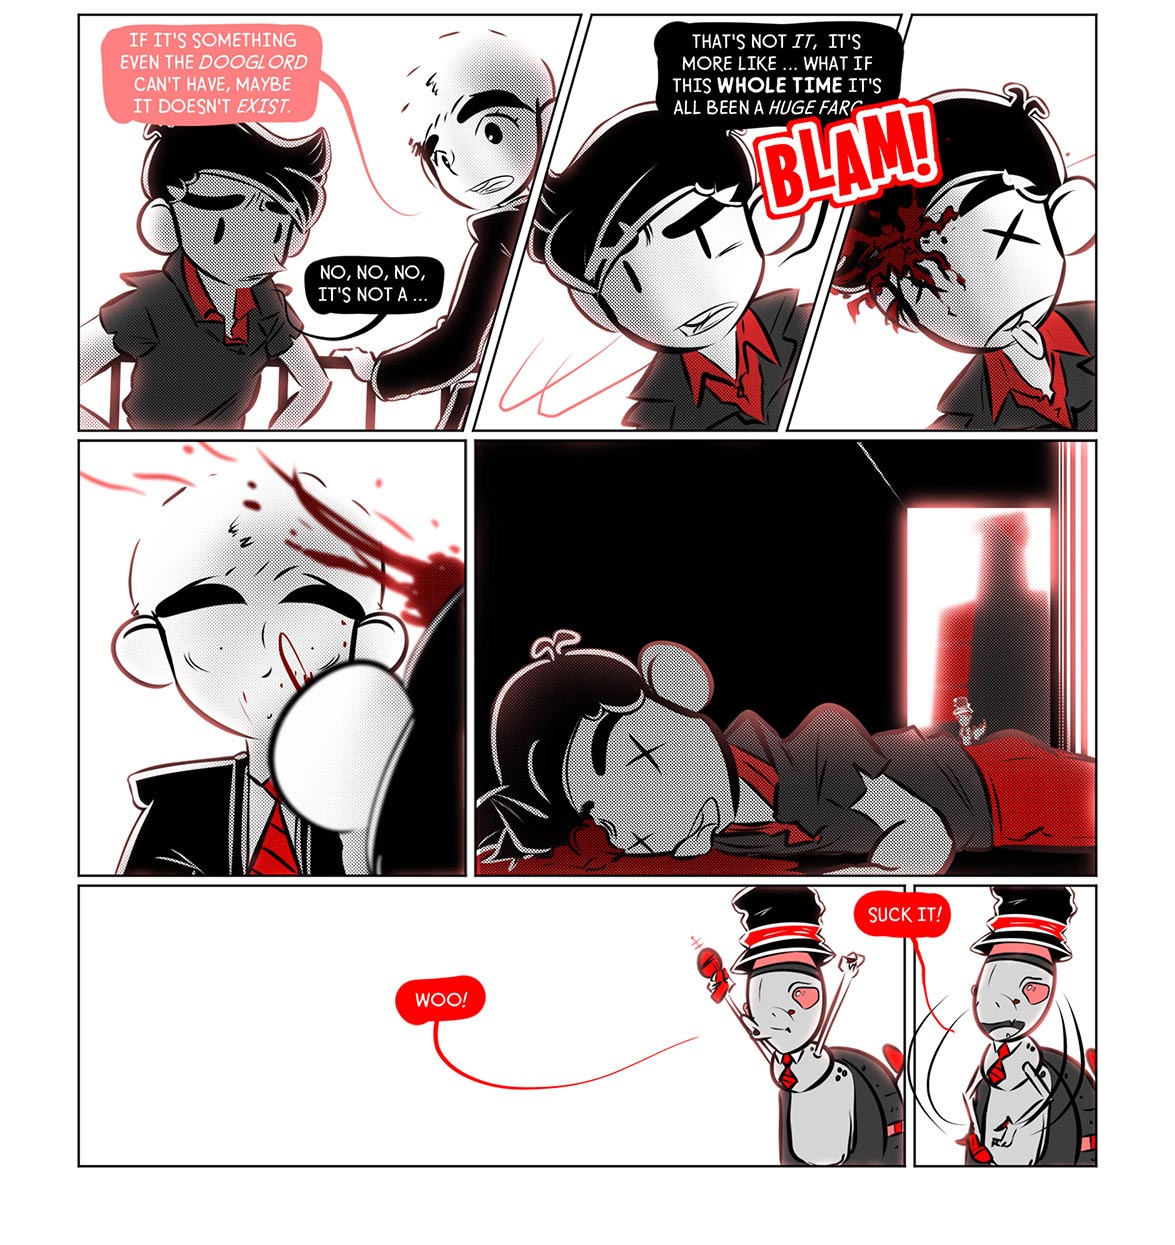 IF IT'S SOMETHING
EVEN THE DOOGLORD
CAN'T HAVE, MAYBE
IT DOESN'T EXIST.
NO, NO, NO,
IT'S NOT A ...
THAT'S NOT IT, IT'S
MORE LIKE ... WHAT IF
THIS WHOLE TIME IT'S
ALL BEEN A HUGE FARC
BLAM!
WOO!
SUCK IT!